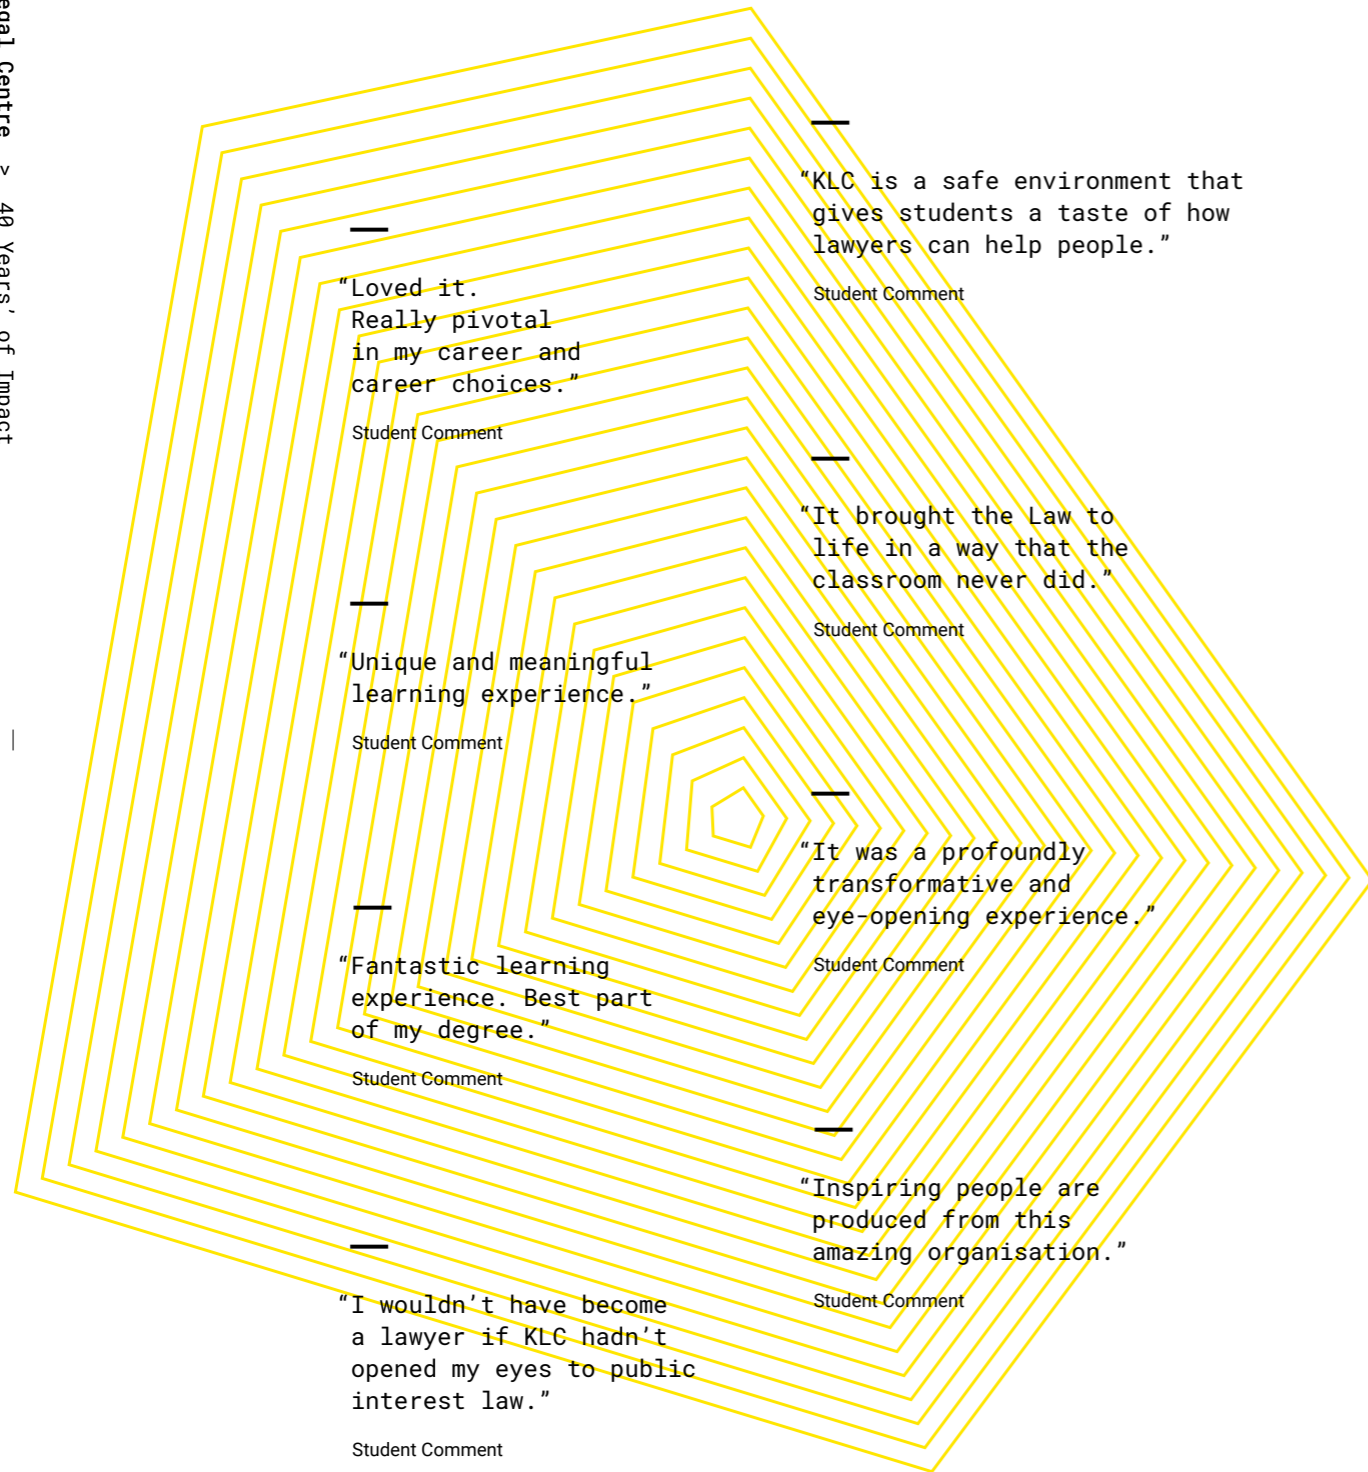 Centre > 40 Years’ of Impact
“Loved it.
Really pivotal
in my career and
career choices.”
Student Comment
“Unique and meaningful
learning experience.”
Student Comment
“Fantastic learning
experience. Best part
of my degree.”
Student Comment
“I wouldn’t have become
a lawyer if KLC hadn’t
opened my eyes to public
interest law.”
Student Comment
“KLC is a safe environment that
gives students a taste of how
lawyers can help people.”
Student Comment
“It brought the Law to
life in a way that the
classroom never did.”
Student Comment
“It was a profoundly
transformative and
eye-opening experience.”
Student Comment
“Inspiring people are
produced from this
amazing organisation.”
Student Comment